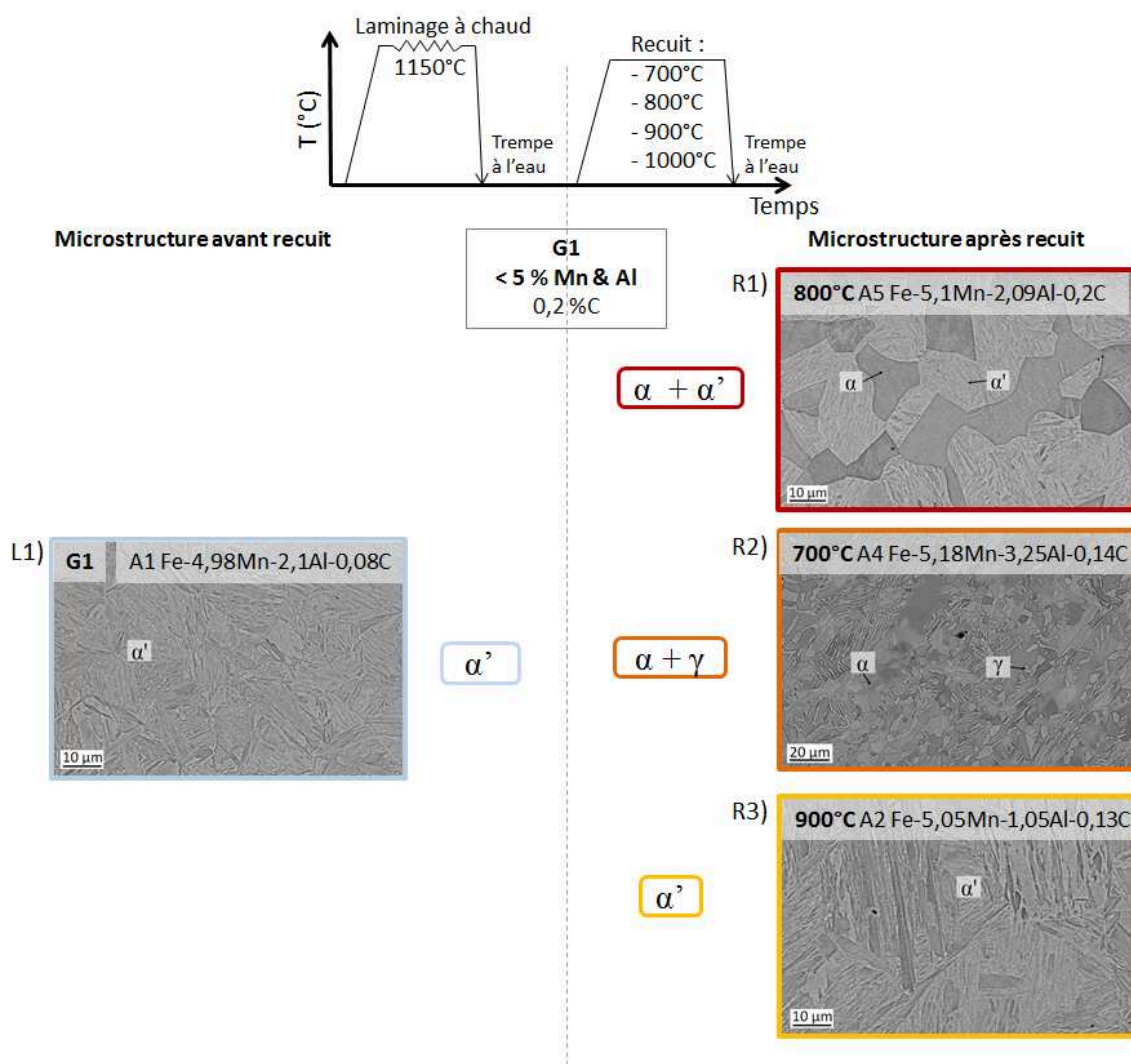 Laminage à chaud
1150°C
Recuit :
- 700°C
- 800°C
- 900°C
- 1000°C
T (°C)
Trempe
à l'eau
Trempe
à l'eau
Temps
Microstructure avant recuit
G1
< 5 % Mn & Al
0,2 %C
Microstructure après recuit
R1)
800°C A5 Fe-5,1Mn-2,09Al-0,2C
α + α’
α
α'
10 µm
L1)
G1 A1 Fe-4,98Mn-2,1Al-0,08C
α'
10 µm
α’
R2)
700°C A4 Fe-5,18Mn-3,25Al-0,14C
α + γ
α
γ
20 µm
R3)
900°C A2 Fe-5,05Mn-1,05Al-0,13C
α’
α'
10 µm